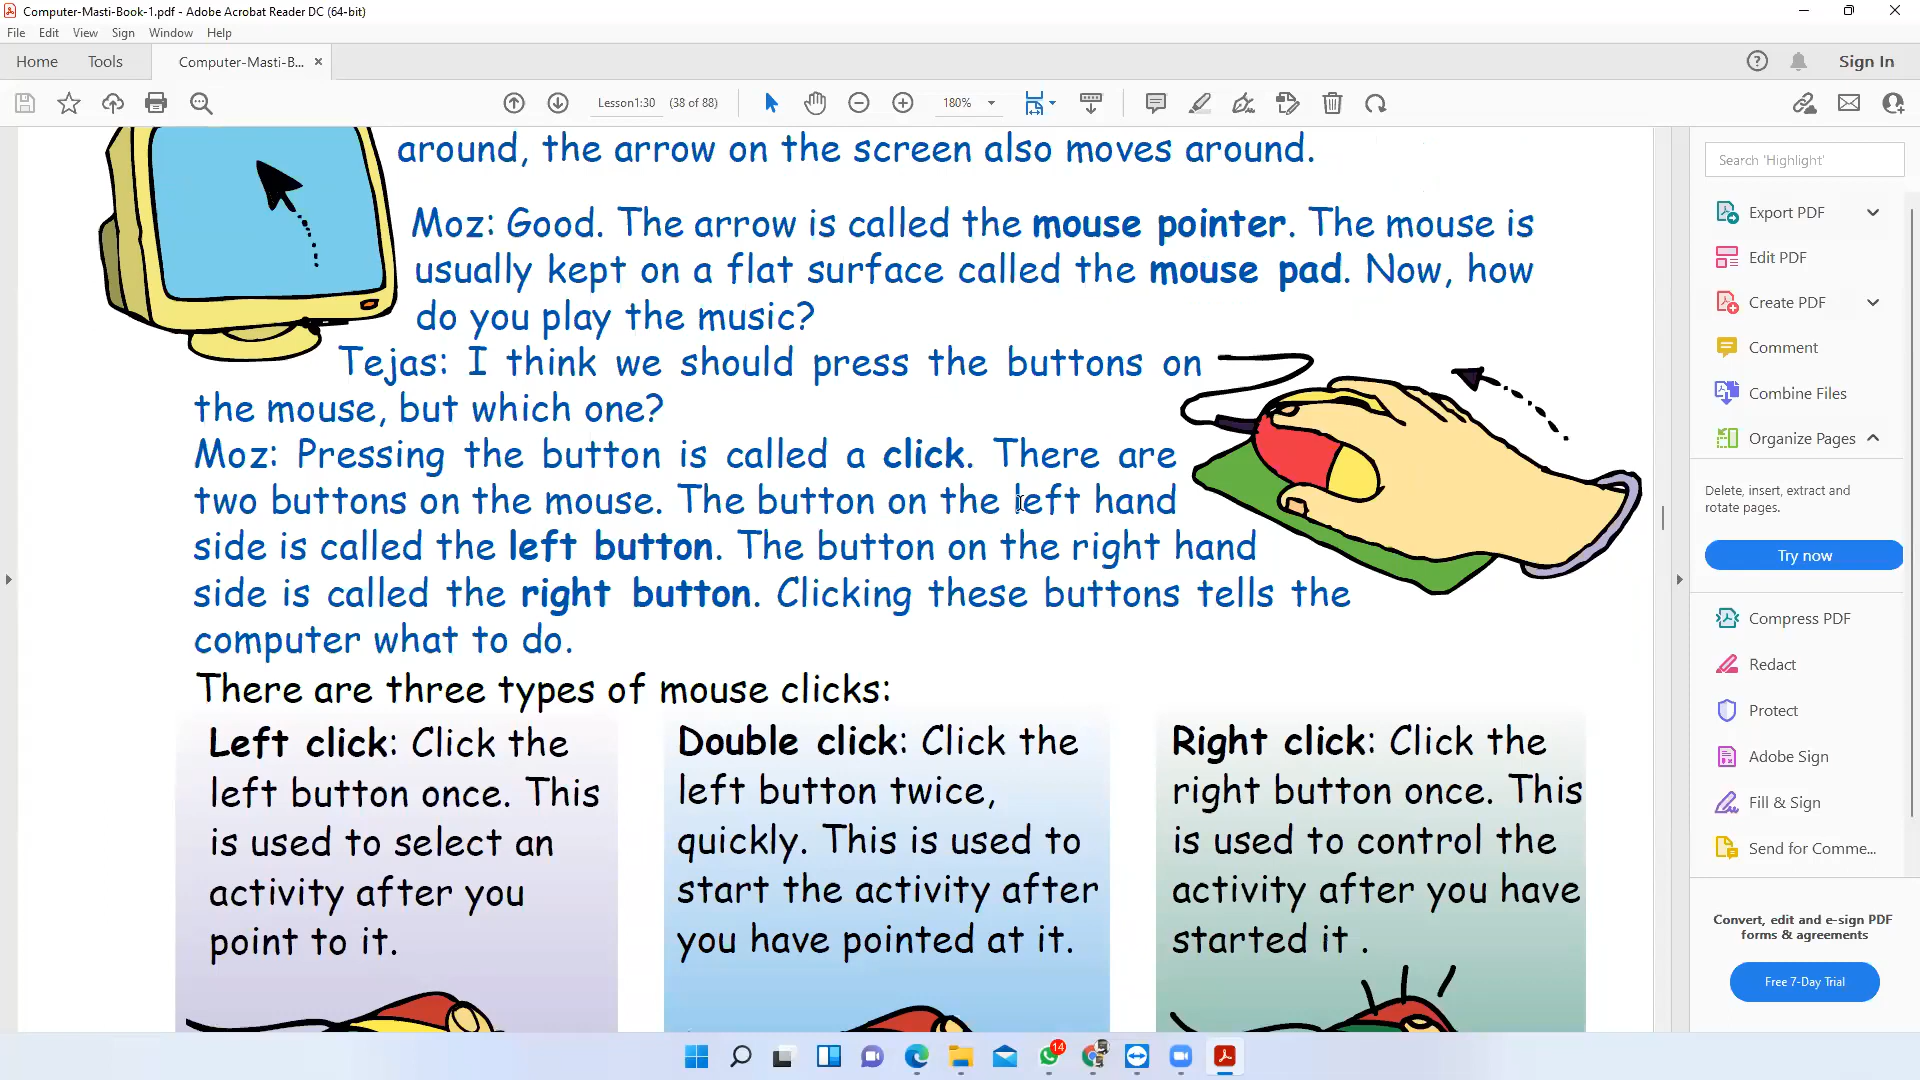 Computer-Masti-Book-1.pdf - Adobe Acrobat Reader DC (64-bit)
File Edit View Sign Window Help
Home Tools Computer-Masti-B... × Sign In
Lesson1:30 (38 of 88) 180%
around, the arrow on the screen also moves around.
Moz: Good. The arrow is called the mouse pointer. The mouse is
usually kept on a flat surface called the mouse pad. Now, how
do you play the music?
Tejas: I think we should press the buttons on
the mouse, but which one?
Moz: Pressing the button is called a click. There are
two buttons on the mouse. The button on the left hand
side is called the left button. The button on the right hand
side is called the right button. Clicking these buttons tells the
computer what to do.
There are three types of mouse clicks:
Left click: Click the
left button once. This
is used to select an
activity after you
point to it.
Double click: Click the
left button twice,
quickly. This is used to
start the activity after
you have pointed at it.
Right click: Click the
right button once. This
is used to control the
activity after you have
started it .
Search 'Highlight'
Export PDF
Edit PDF
Create PDF
Comment
Combine Files
Organize Pages
Delete, insert, extract and
rotate pages.
Try now
Compress PDF
Redact
Protect
Adobe Sign
Fill & Sign
Send for Comme...
Convert, edit and e-sign PDF
forms & agreements
Free 7-Day Trial
14